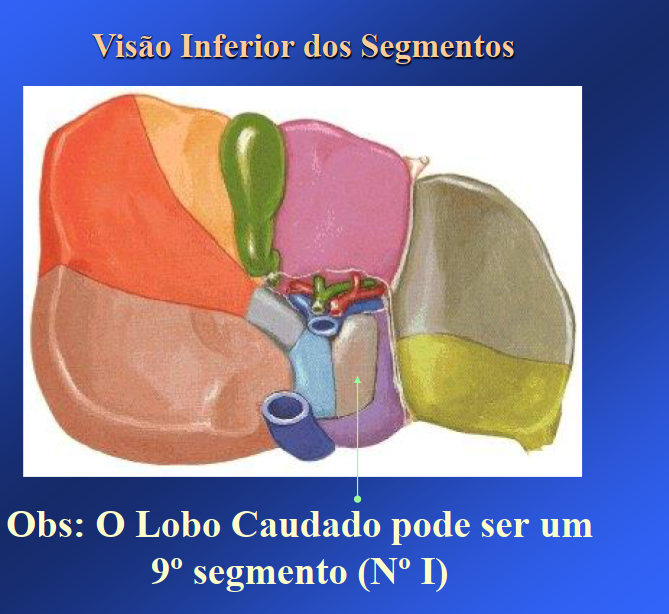 Visão Inferior dos Segmentos
Obs: O Lobo Caudado pode ser um
9º segmento (Nº I)